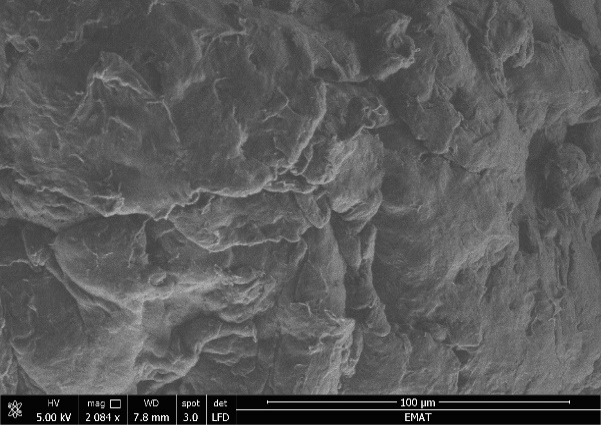 HV mag WD spot det 100 µm
5.00 kV 2 084 x 7.8 mm 3.0 LFD EMAT